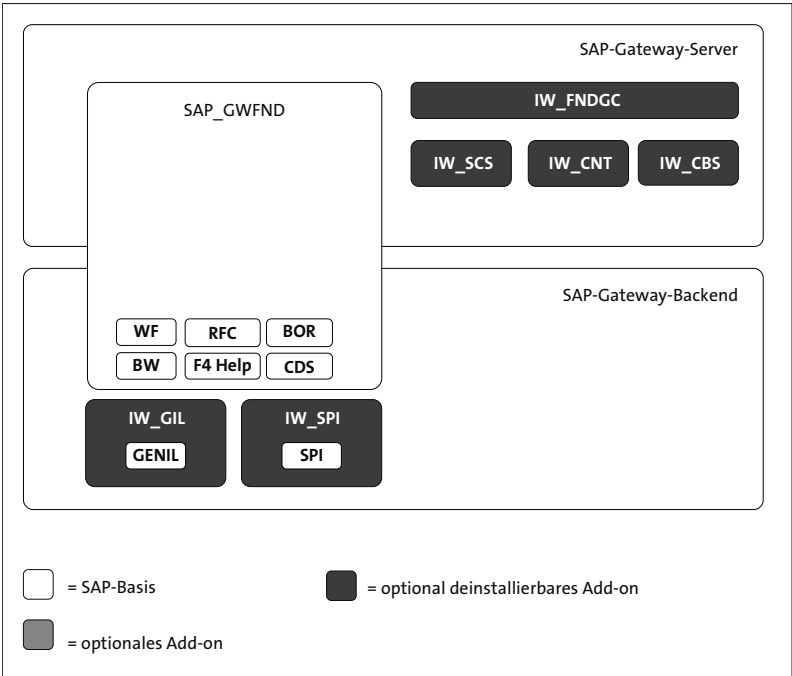 SAP-Gateway-Server
SAP_GWFND
IW_FNDGC
IW_SCS
IW_CNT
IW_CBS
SAP-Gateway-Backend
WF
RFC
BOR
BW
F4 Help
CDS
IW_GIL
IW_SPI
GENIL
SPI
= SAP-Basis
= optional deinstallierbares Add-on
= optionales Add-on